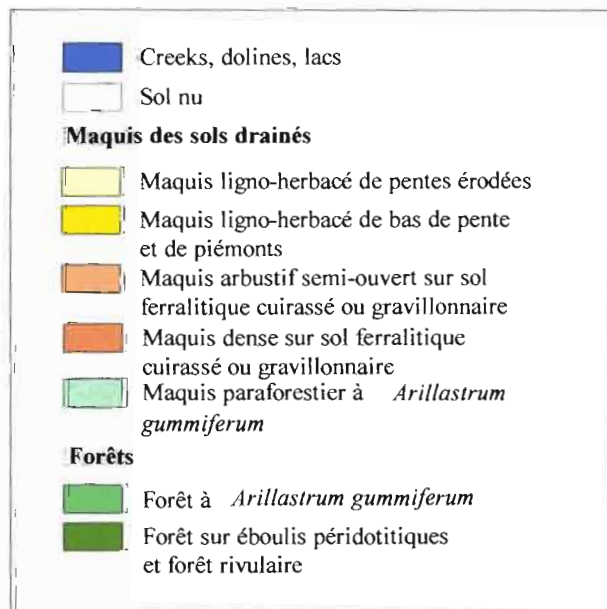 Creeks, dolines, lacs
Sol nu
Maquis des sols drainés
Maquis ligno-herbacé de pentes érodées
Maquis ligno-herbacé de bas de pente
et de piémonts
Maquis arbustif semi-ouvert sur sol
ferralitique cuirassé ou gravillonnaire
Maquis dense sur sol ferralitique
cuirassé ou gravillonnaire
Maquis paraforestier à Arillastrum
gummiferum
Forêts
Forêt à Arillastrum gummiferum
Forêt sur éboulis péridotitiques
et forêt rivulaire